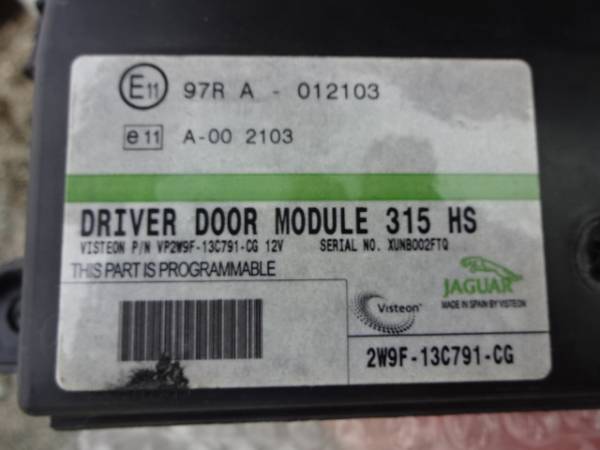 E11 97R A - 012103
e11 A-00 2103
DRIVER DOOR MODULE 315 HS
VISTEON P/N VP2W9F-13C791-CG 12V SERIAL NO. XUNB002FTQ
THIS PART IS PROGRAMMABLE
JAGUAR
Visteon MADE IN SPAIN BY VISTEON
2W9F-13C791-CG